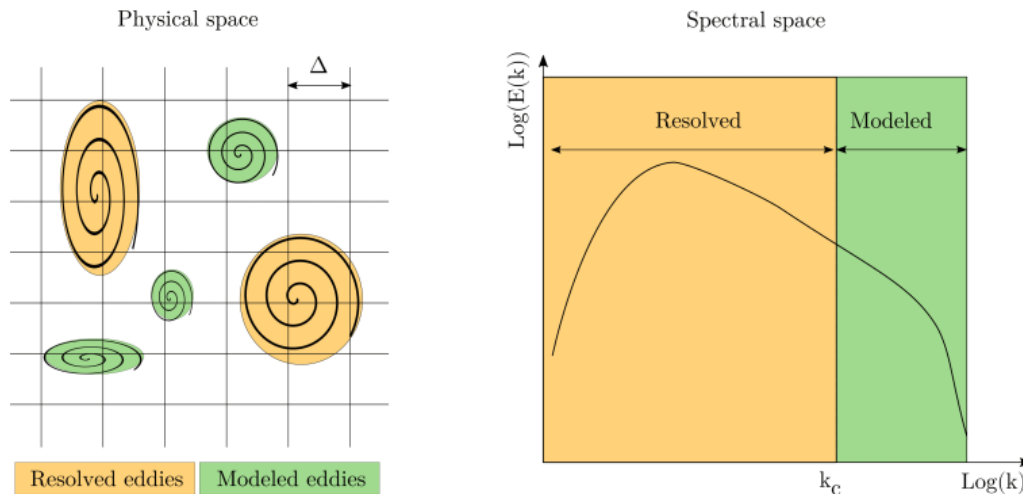 Physical space
Spectral space
Δ
Log(E(k))
Resolved
Modeled
Resolved eddies
Modeled eddies
k_c
Log(k)